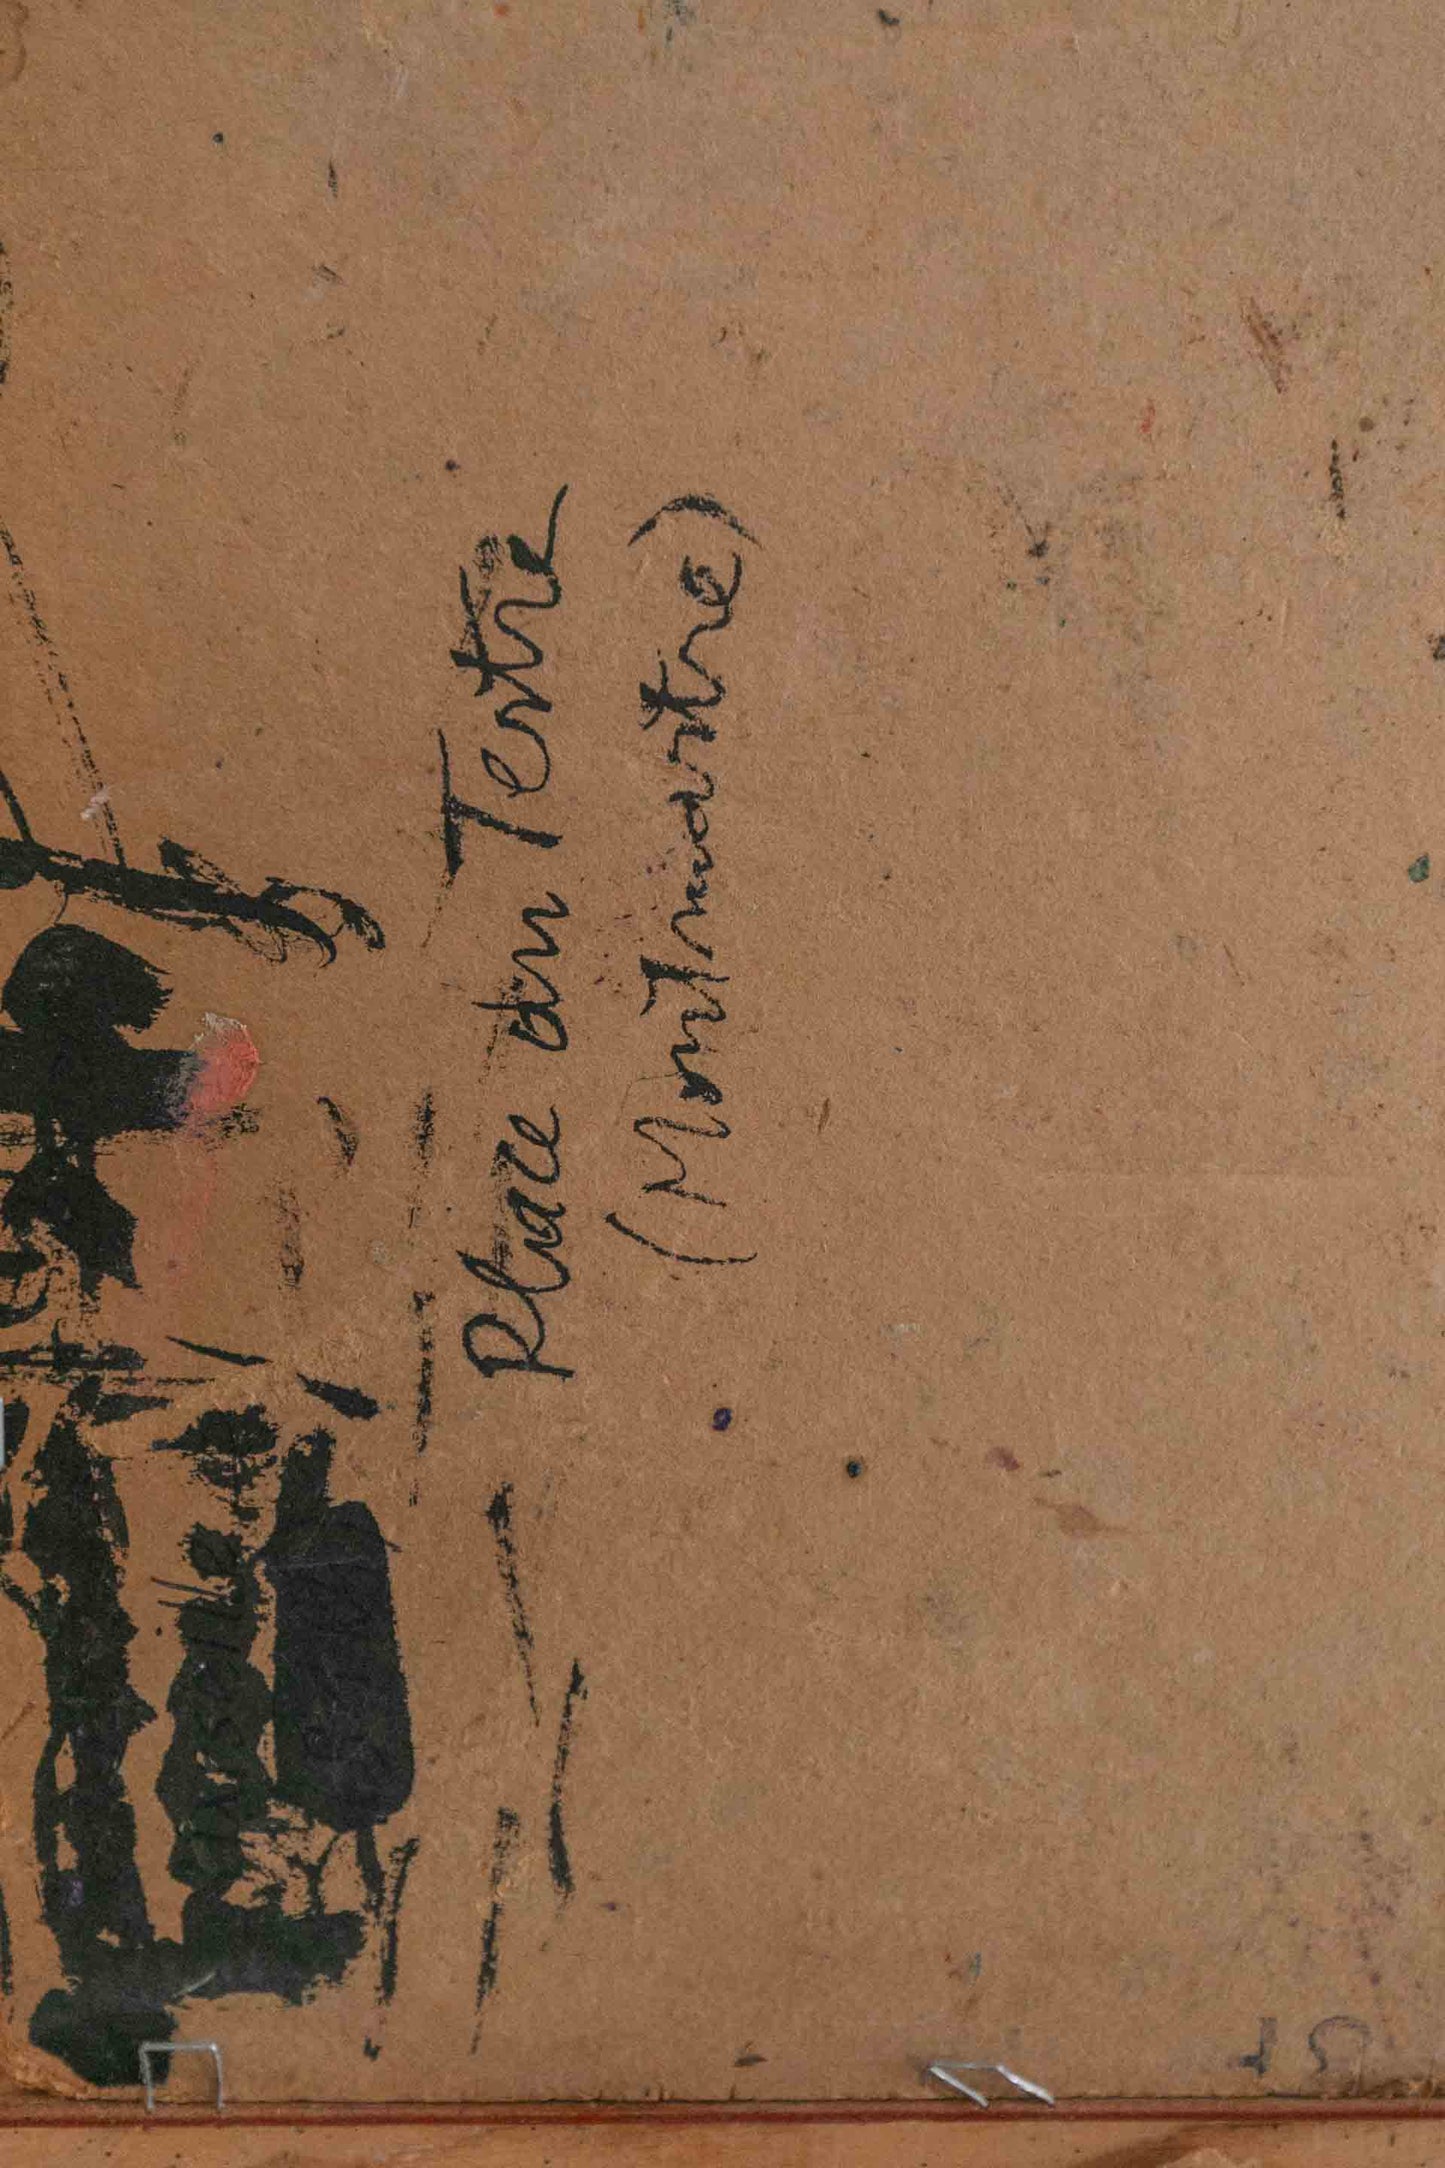 Place du Tertre
(Montmartre)